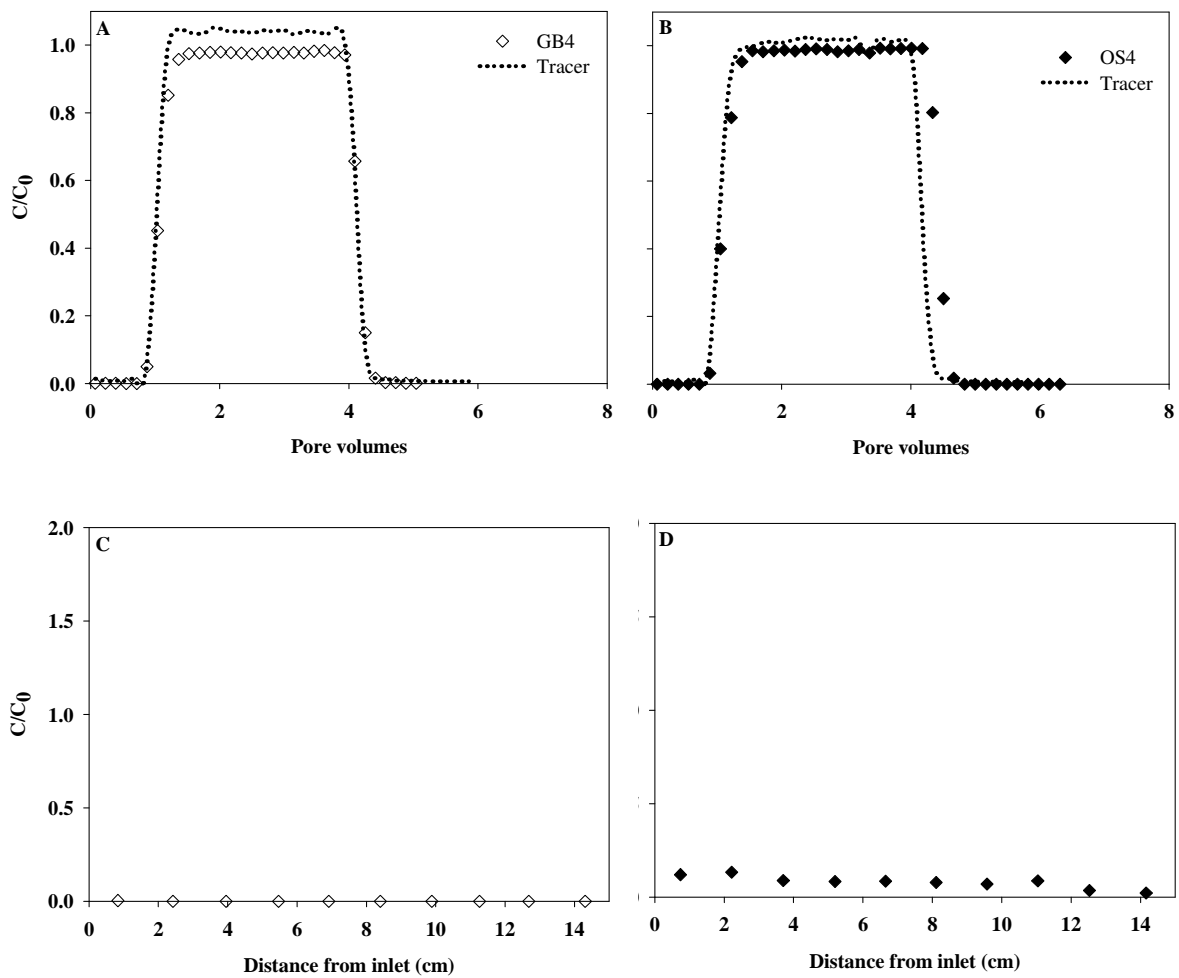 A
GB4
Tracer
1.0
0.8
0.6
0.4
0.2
0.0
C/C0
0 2 4 6 8
Pore volumes
B
OS4
Tracer
0 2 4 6 8
Pore volumes
C
2.0
1.5
1.0
0.5
0.0
C/C0
0 2 4 6 8 10 12 14
Distance from inlet (cm)
D
0 2 4 6 8 10 12 14
Distance from inlet (cm)